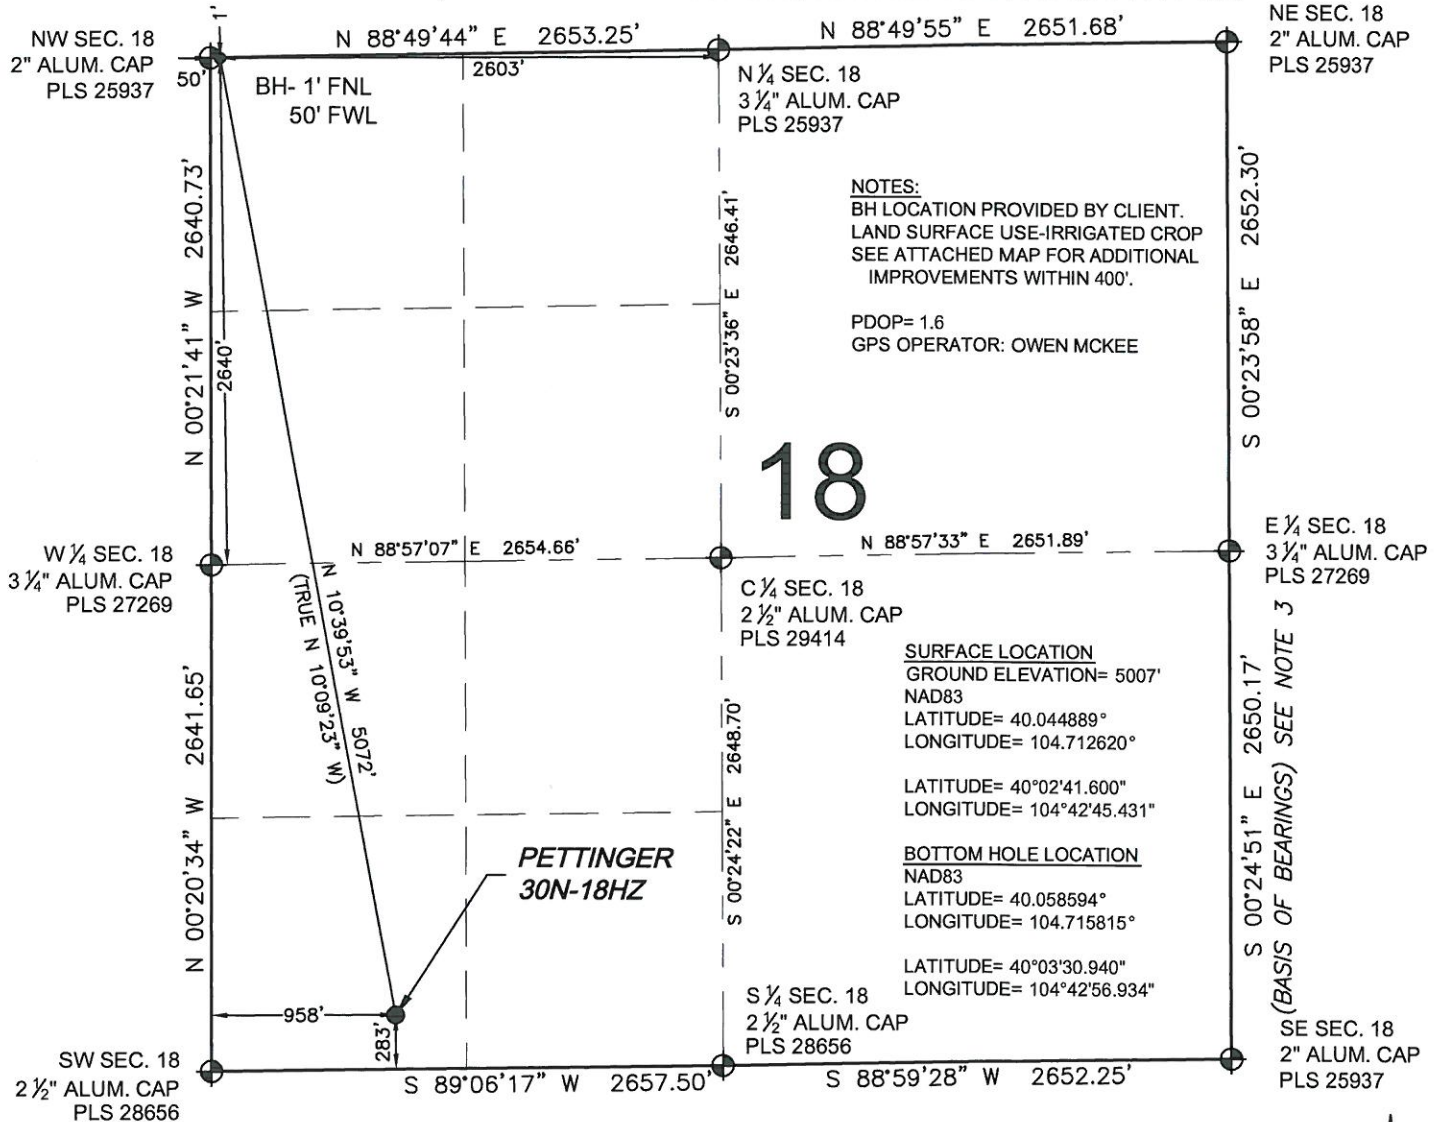 NW SEC. 18
2" ALUM. CAP
PLS 25937
1'
50'
BH- 1' FNL
50' FWL
N 88°49'44" E 2653.25'
2603'
N 88°49'55" E 2651.68'
NE SEC. 18
2" ALUM. CAP
PLS 25937
N ¼ SEC. 18
3 ¼" ALUM. CAP
PLS 25937
N 00°21'41" W 2640.73'
2640'
S 00°23'36" E 2646.41'
NOTES:
BH LOCATION PROVIDED BY CLIENT.
LAND SURFACE USE-IRRIGATED CROP
SEE ATTACHED MAP FOR ADDITIONAL
IMPROVEMENTS WITHIN 400'.
PDOP= 1.6
GPS OPERATOR: OWEN MCKEE
S 00°23'58" E 2652.30'
18
W ¼ SEC. 18
3 ¼" ALUM. CAP
PLS 27269
N 88°57'07" E 2654.66'
N 88°57'33" E 2651.89'
E ¼ SEC. 18
3 ¼" ALUM. CAP
PLS 27269
C ¼ SEC. 18
2 ½" ALUM. CAP
PLS 29414
N 10°39'53" W 5072'
(TRUE N 10°09'23" W)
N 00°20'34" W 2641.65'
S 00°24'22" E 2648.70'
SURFACE LOCATION
GROUND ELEVATION= 5007'
NAD83
LATITUDE= 40.044889°
LONGITUDE= 104.712620°
LATITUDE= 40°02'41.600"
LONGITUDE= 104°42'45.431"
BOTTOM HOLE LOCATION
NAD83
LATITUDE= 40.058594°
LONGITUDE= 104.715815°
LATITUDE= 40°03'30.940"
LONGITUDE= 104°42'56.934"
S 00°24'51" E 2650.17'
(BASIS OF BEARINGS) SEE NOTE 3
PETTINGER
30N-18HZ
958'
283'
SW SEC. 18
2 ½" ALUM. CAP
PLS 28656
S 89°06'17" W 2657.50'
S ¼ SEC. 18
2 ½" ALUM. CAP
PLS 28656
S 88°59'28" W 2652.25'
SE SEC. 18
2" ALUM. CAP
PLS 25937